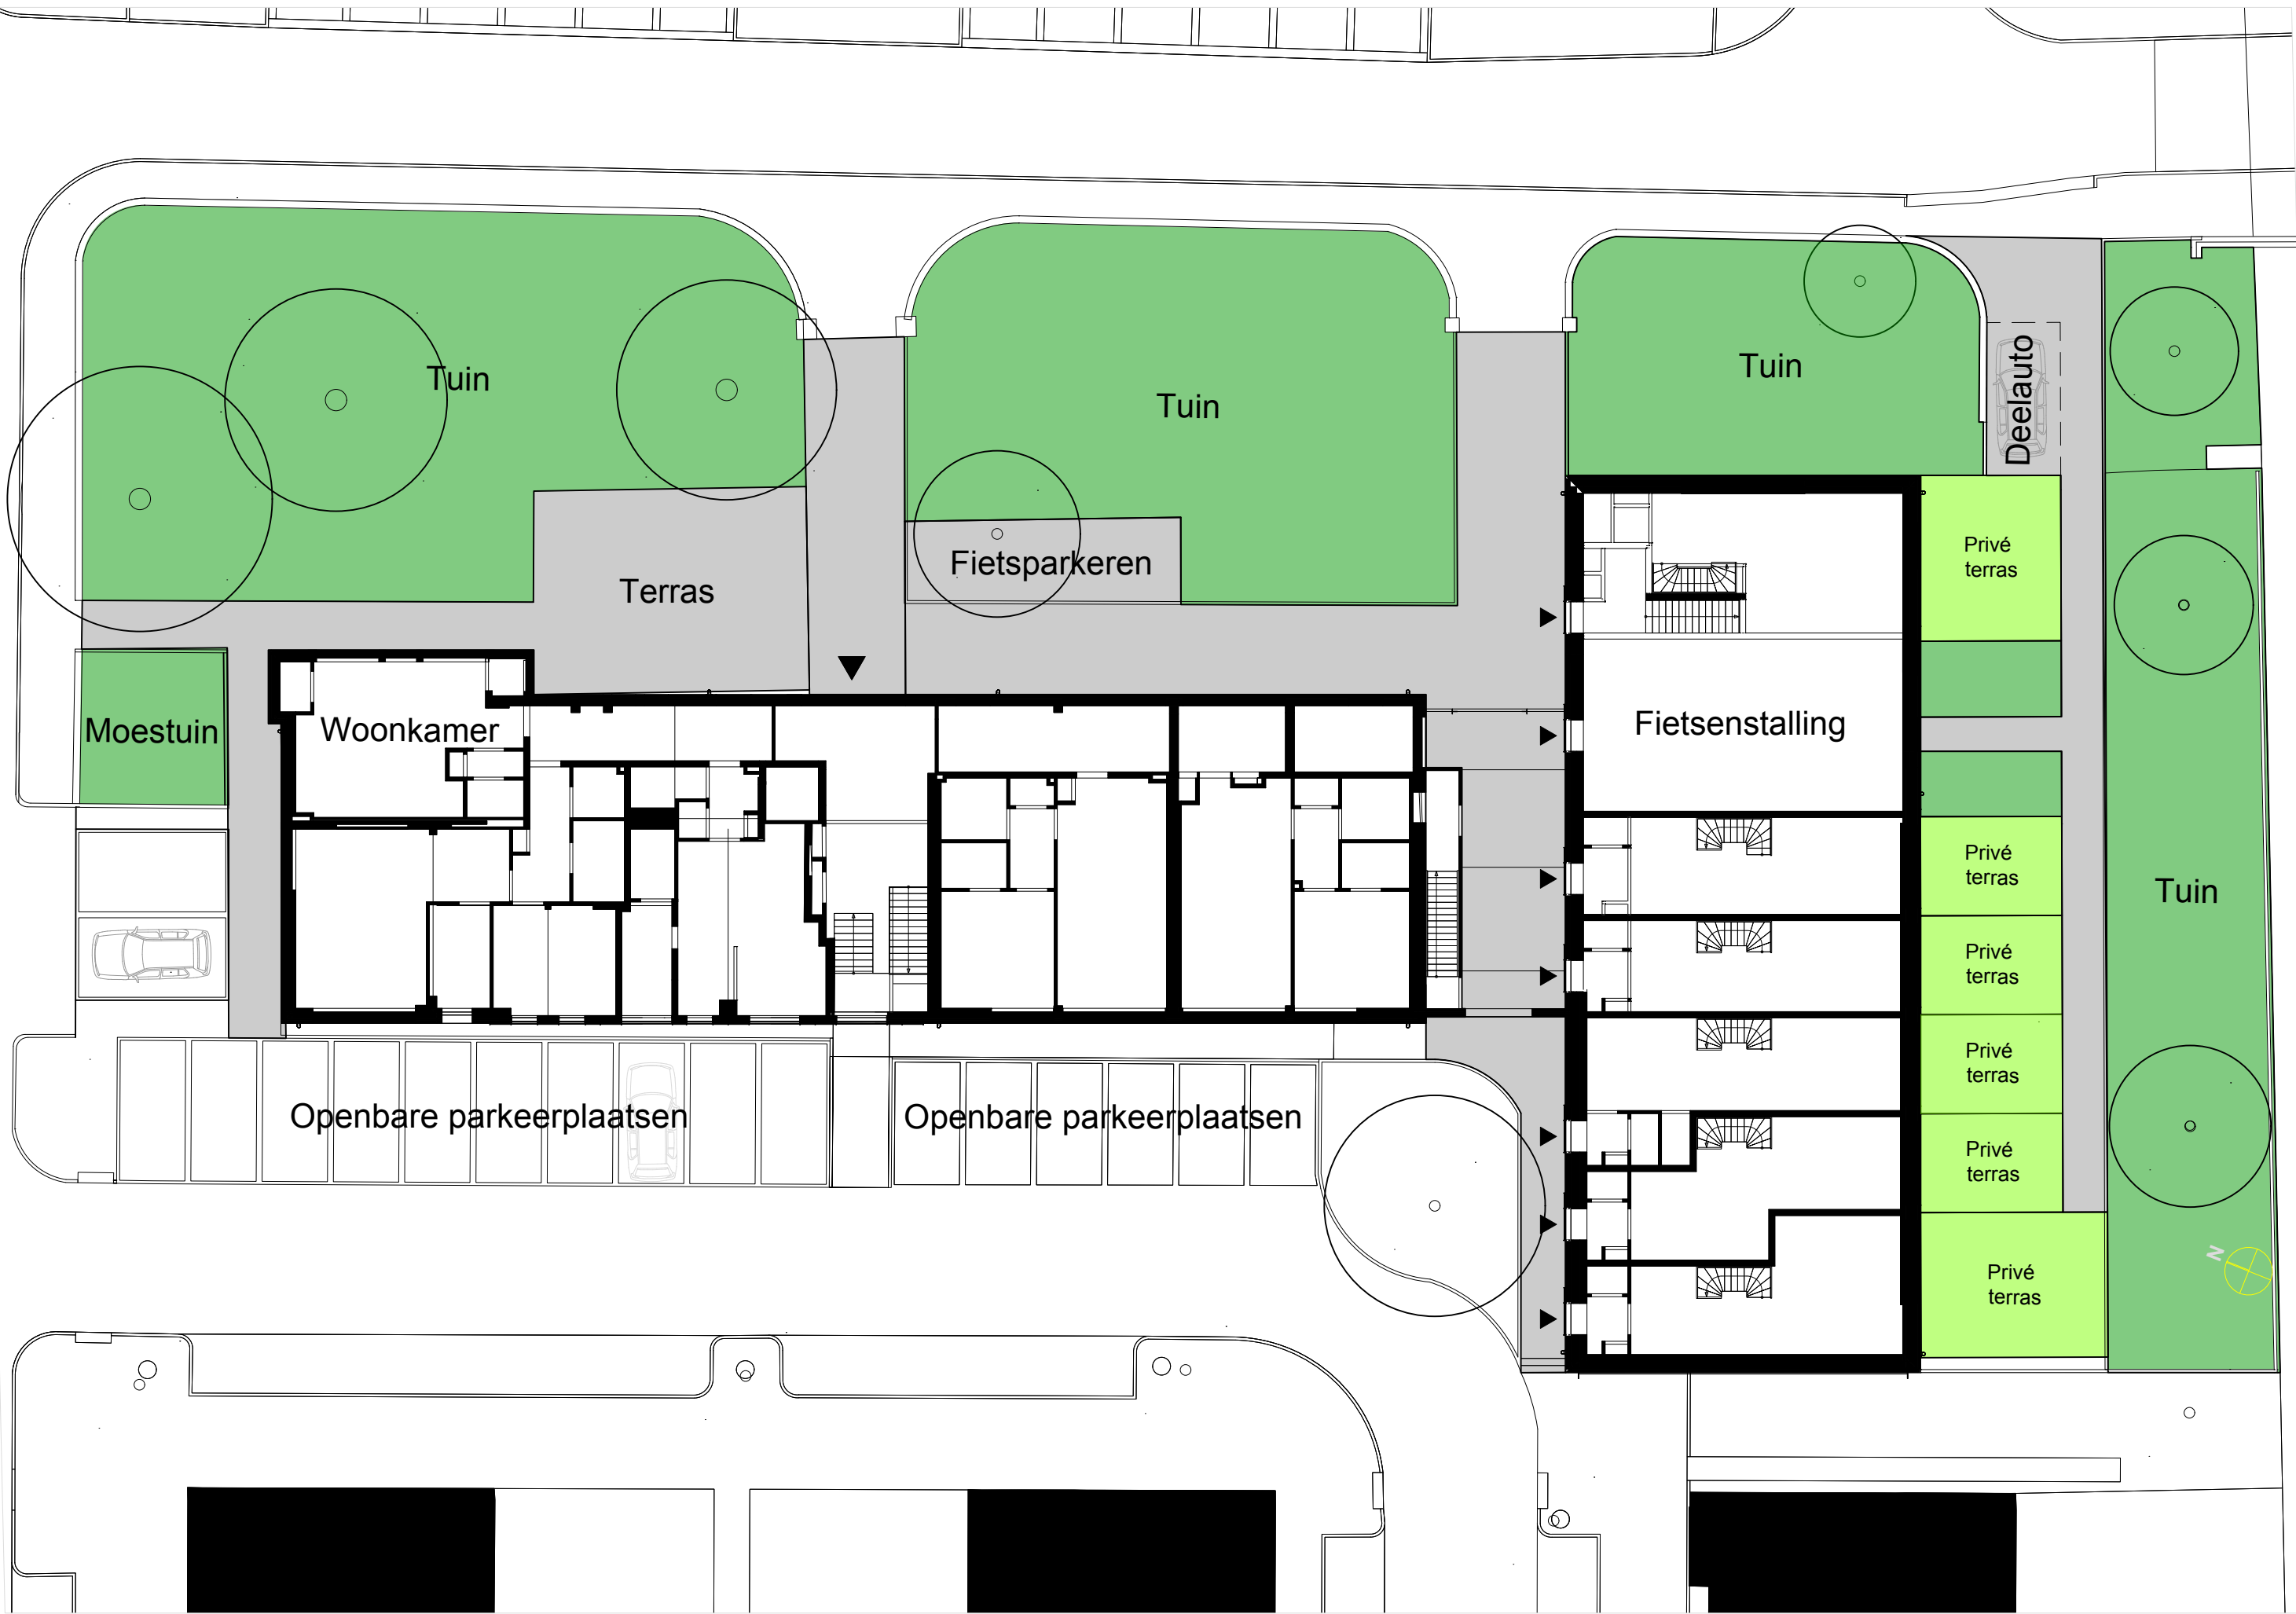 Tuin
Tuin
Tuin
Deelauto
Terras
Fietsparkeren
Privé
terras
Moestuin
Woonkamer
Fietsenstalling
Privé
terras
Tuin
Privé
terras
Privé
terras
Openbare parkeerplaatsen
Openbare parkeerplaatsen
Privé
terras
Privé
terras
N